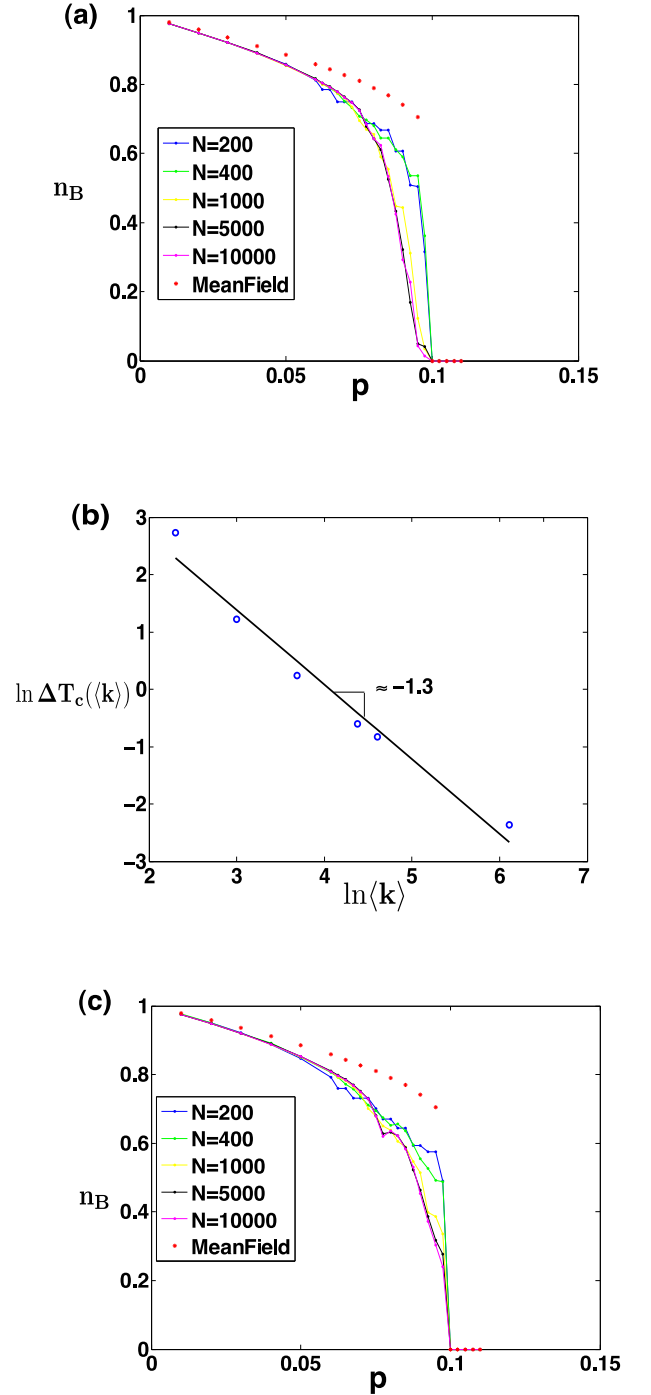 (a)
1
0.8
0.6
0.4
0.2
0
n_B
N=200
N=400
N=1000
N=5000
N=10000
MeanField
0
0.05
0.1
0.15
p
(b)
3
2
1
0
−1
−2
−3
ln ΔT_c(⟨k⟩)
≈ −1.3
2
3
4
5
6
7
ln⟨k⟩
(c)
1
0.8
0.6
0.4
0.2
0
n_B
N=200
N=400
N=1000
N=5000
N=10000
MeanField
0
0.05
0.1
0.15
p